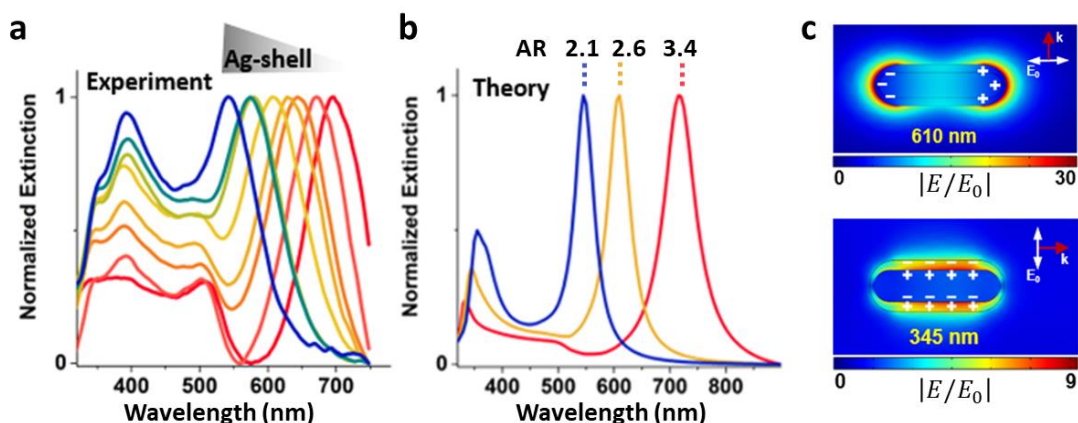 a
Ag-shell
Experiment
Normalized Extinction
1
0
400 500 600 700
Wavelength (nm)
b
AR 2.1 2.6 3.4
Theory
Normalized Extinction
1
0
400 500 600 700 800
Wavelength (nm)
c
k
E₀
− − − + + +
610 nm
0 30
|E/E₀|
E₀
k
− − − −
+ + + +
− − − −
+ + + +
345 nm
0 9
|E/E₀|